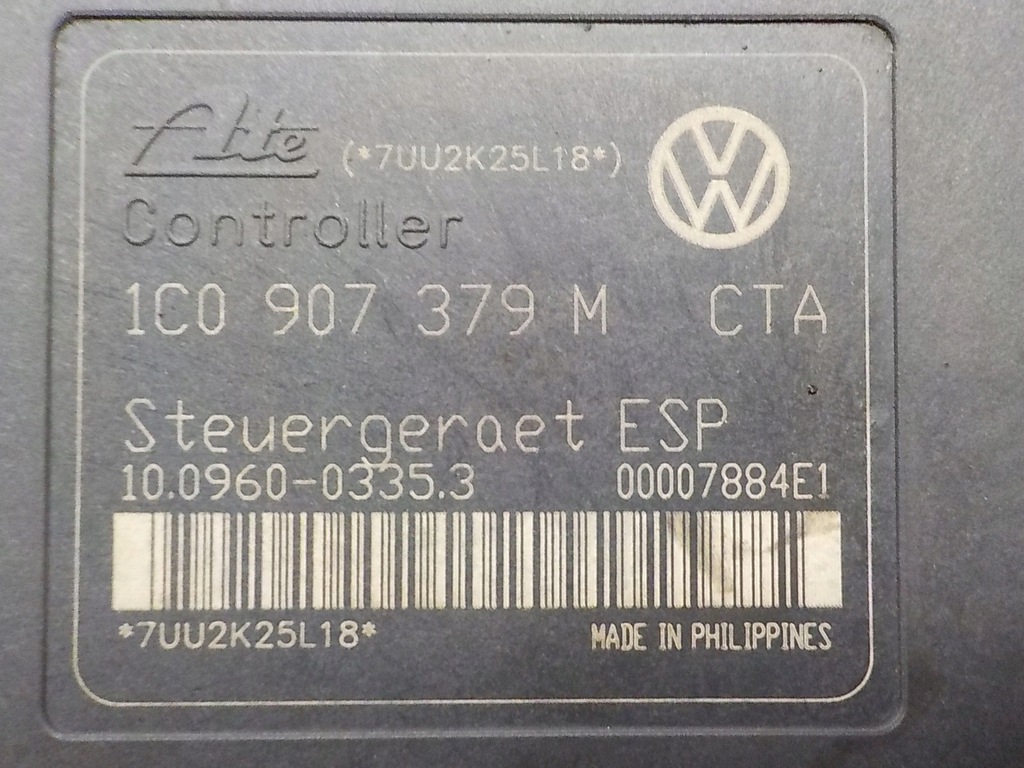 Ate (*7UU2K25L18*)
Controller
1C0 907 379 M CTA
Steuergeraet ESP
10.0960-0335.3 00007884E1
*7UU2K25L18* MADE IN PHILIPPINES